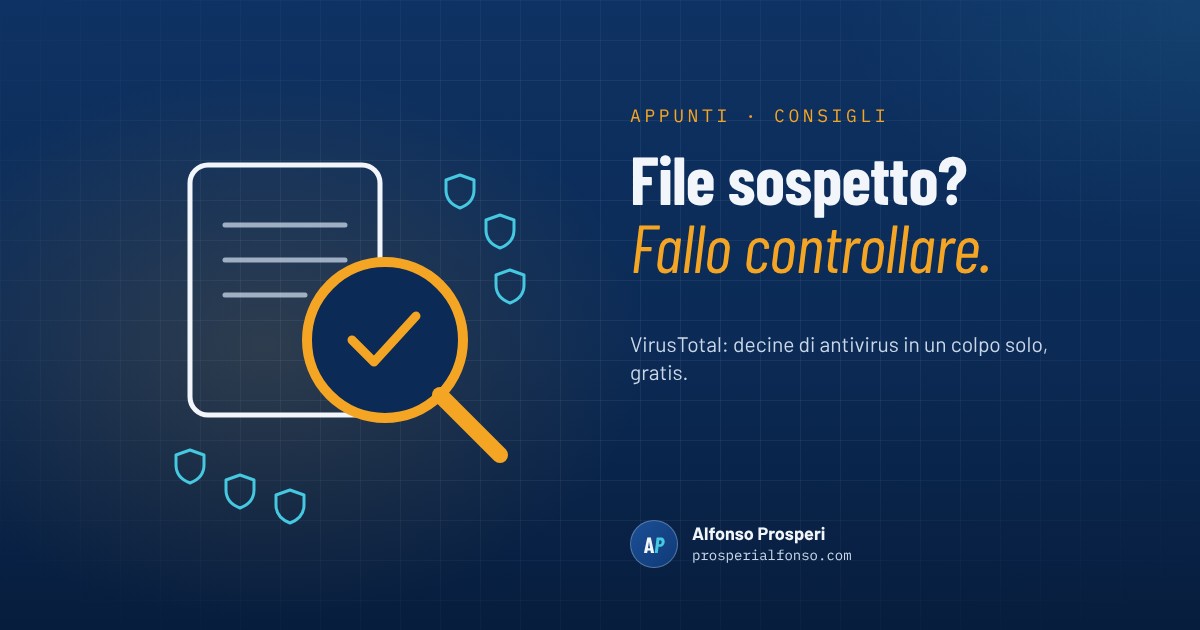 APPUNTI · CONSIGLI
File sospetto?
Fallo controllare.
VirusTotal: decine di antivirus in un colpo solo,
gratis.
AP
Alfonso Prosperi
prosperialfonso.com